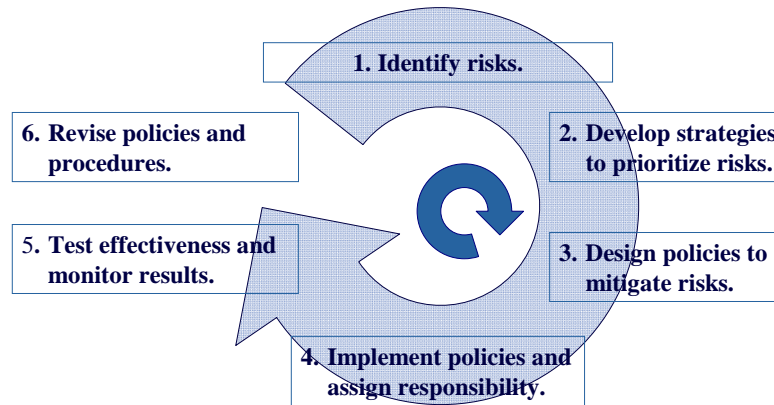 1. Identify risks.
2. Develop strategies
to prioritize risks.
3. Design policies to
mitigate risks.
4. Implement policies and
assign responsibility.
5. Test effectiveness and
monitor results.
6. Revise policies and
procedures.